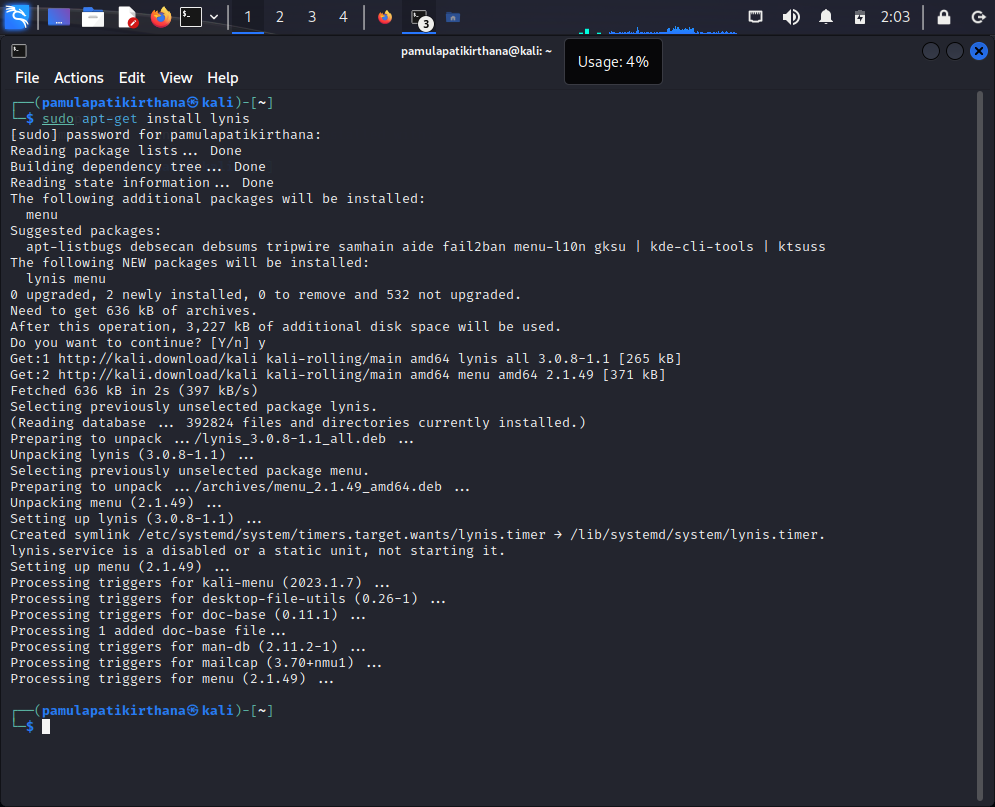 1 2 3 4 3 2:03
pamulapatikirthana@kali: ~
Usage: 4%
File Actions Edit View Help
┌──(pamulapatikirthana㉿kali)-[~]
└─$ sudo apt-get install lynis
[sudo] password for pamulapatikirthana:
Reading package lists... Done
Building dependency tree... Done
Reading state information... Done
The following additional packages will be installed:
  menu
Suggested packages:
  apt-listbugs debsecan debsums tripwire samhain aide fail2ban menu-l10n gksu | kde-cli-tools | ktsuss
The following NEW packages will be installed:
  lynis menu
0 upgraded, 2 newly installed, 0 to remove and 532 not upgraded.
Need to get 636 kB of archives.
After this operation, 3,227 kB of additional disk space will be used.
Do you want to continue? [Y/n] y
Get:1 http://kali.download/kali kali-rolling/main amd64 lynis all 3.0.8-1.1 [265 kB]
Get:2 http://kali.download/kali kali-rolling/main amd64 menu amd64 2.1.49 [371 kB]
Fetched 636 kB in 2s (397 kB/s)
Selecting previously unselected package lynis.
(Reading database ... 392824 files and directories currently installed.)
Preparing to unpack .../lynis_3.0.8-1.1_all.deb ...
Unpacking lynis (3.0.8-1.1) ...
Selecting previously unselected package menu.
Preparing to unpack .../archives/menu_2.1.49_amd64.deb ...
Unpacking menu (2.1.49) ...
Setting up lynis (3.0.8-1.1) ...
Created symlink /etc/systemd/system/timers.target.wants/lynis.timer → /lib/systemd/system/lynis.timer.
lynis.service is a disabled or a static unit, not starting it.
Setting up menu (2.1.49) ...
Processing triggers for kali-menu (2023.1.7) ...
Processing triggers for desktop-file-utils (0.26-1) ...
Processing triggers for doc-base (0.11.1) ...
Processing 1 added doc-base file...
Processing triggers for man-db (2.11.2-1) ...
Processing triggers for mailcap (3.70+nmu1) ...
Processing triggers for menu (2.1.49) ...
┌──(pamulapatikirthana㉿kali)-[~]
└─$